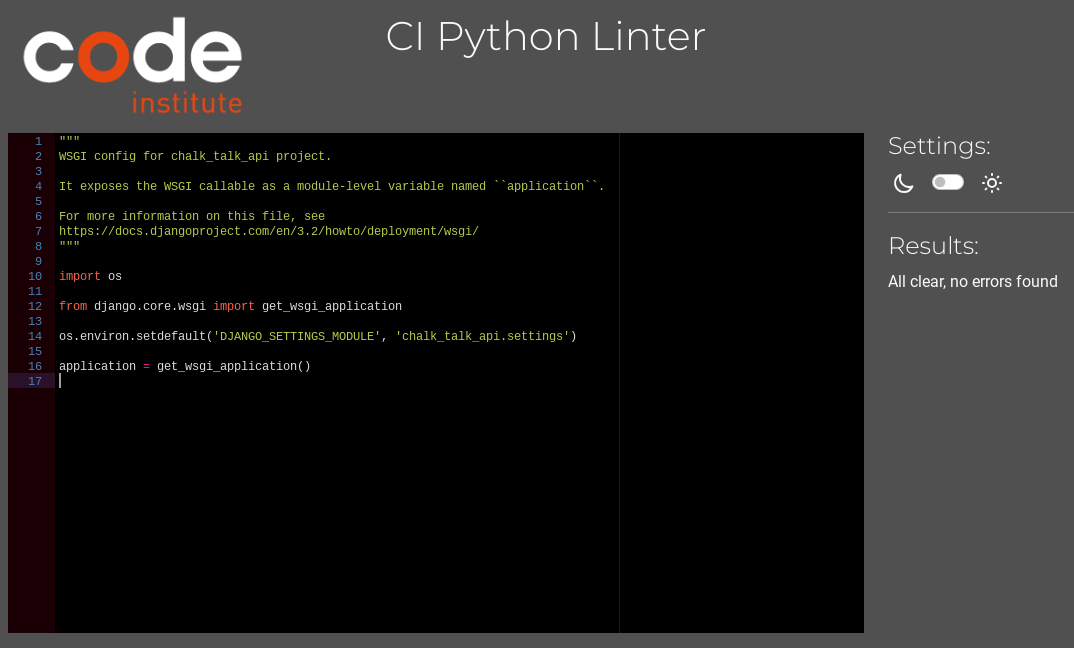 code
institute
CI Python Linter
1 """
2 WSGI config for chalk_talk_api project.
3
4 It exposes the WSGI callable as a module-level variable named ``application``.
5
6 For more information on this file, see
7 https://docs.djangoproject.com/en/3.2/howto/deployment/wsgi/
8 """
9
10 import os
11
12 from django.core.wsgi import get_wsgi_application
13
14 os.environ.setdefault('DJANGO_SETTINGS_MODULE', 'chalk_talk_api.settings')
15
16 application = get_wsgi_application()
17
Settings:
Results:
All clear, no errors found